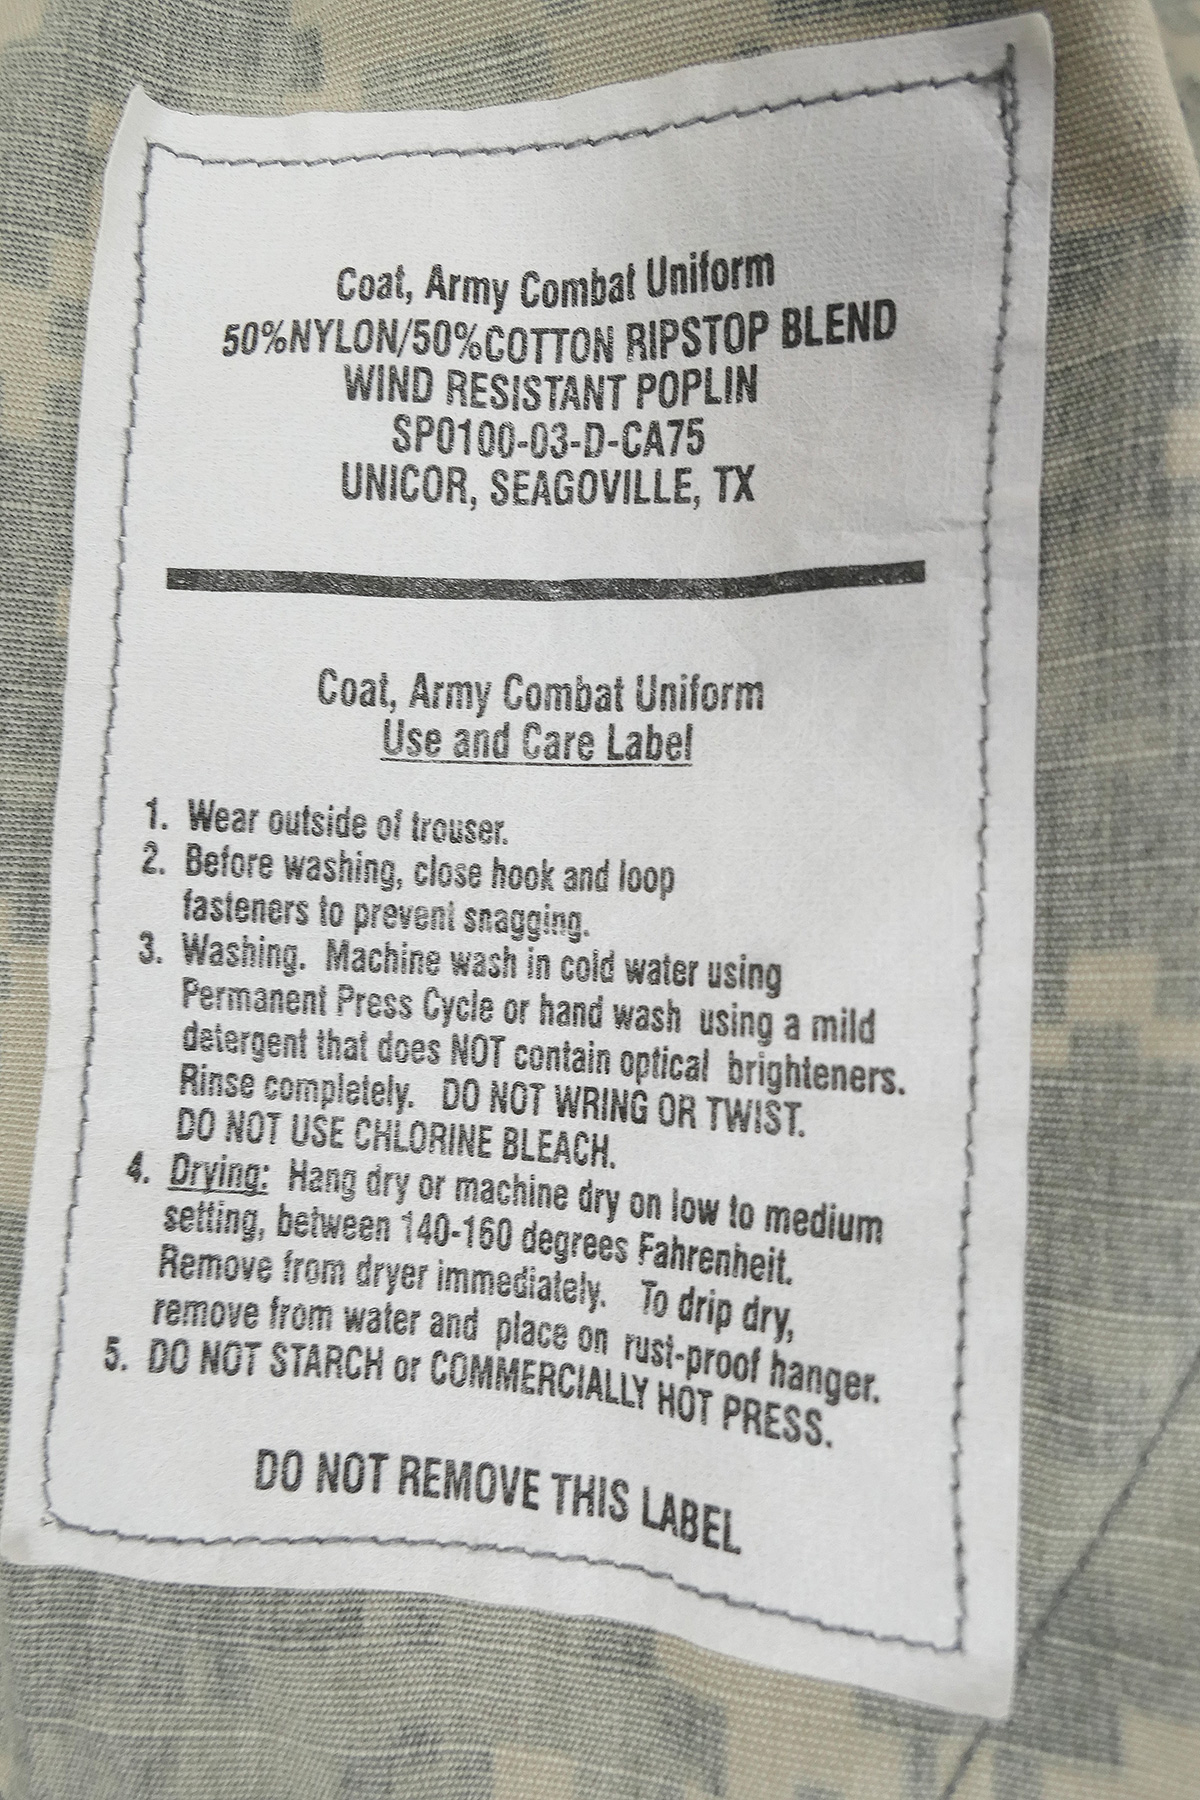 Coat, Army Combat Uniform
50%NYLON/50%COTTON RIPSTOP BLEND
WIND RESISTANT POPLIN
SP0100-03-D-CA75
UNICOR, SEAGOVILLE, TX
Coat, Army Combat Uniform
Use and Care Label
1. Wear outside of trouser.
2. Before washing, close hook and loop
fasteners to prevent snagging.
3. Washing. Machine wash in cold water using
Permanent Press Cycle or hand wash using a mild
detergent that does NOT contain optical brighteners.
Rinse completely. DO NOT WRING OR TWIST.
DO NOT USE CHLORINE BLEACH.
4. Drying: Hang dry or machine dry on low to medium
setting, between 140-160 degrees Fahrenheit.
Remove from dryer immediately. To drip dry,
remove from water and place on rust-proof hanger.
5. DO NOT STARCH or COMMERCIALLY HOT PRESS.
DO NOT REMOVE THIS LABEL